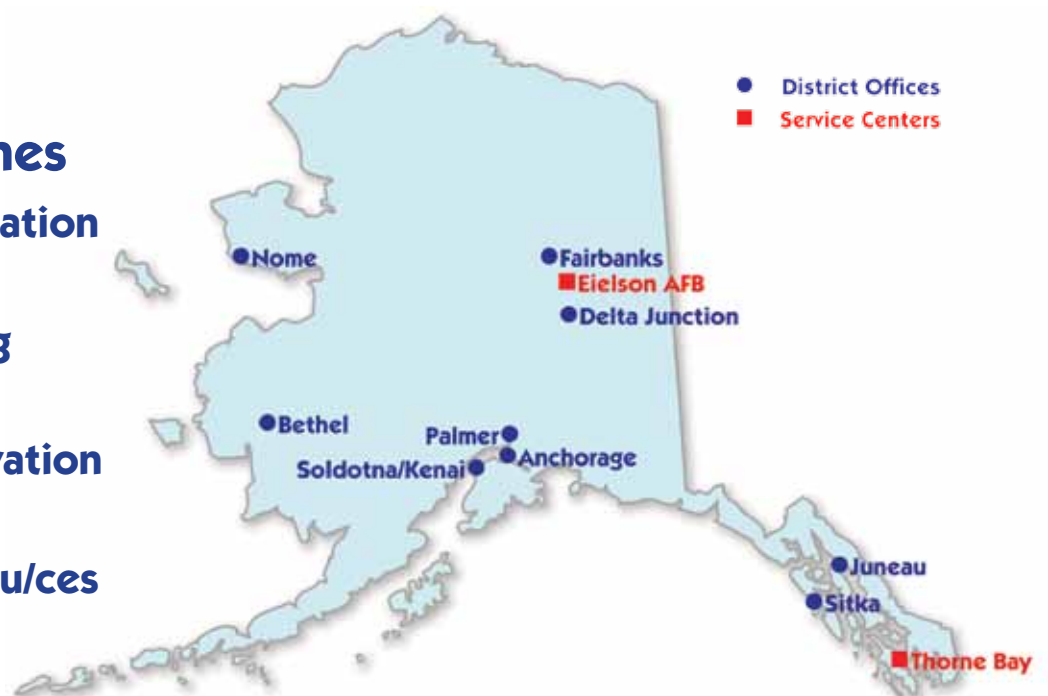 nes
ation
g
vation
u/ces
District Offices
Service Centers
Nome
Fairbanks
Eielson AFB
Delta Junction
Bethel
Palmer
Anchorage
Soldotna/Kenai
Juneau
Sitka
Thorne Bay